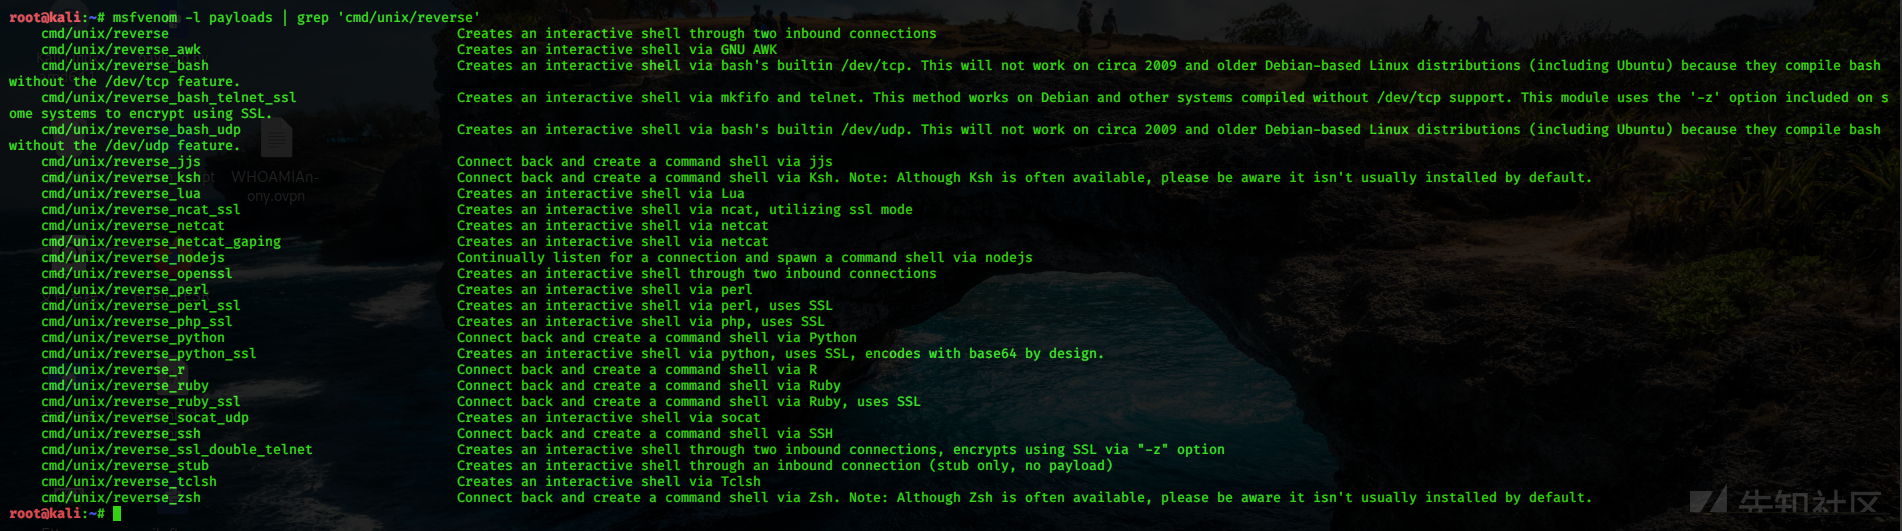 root@kali:~# msfvenom -l payloads | grep 'cmd/unix/reverse'
cmd/unix/reverse Creates an interactive shell through two inbound connections
cmd/unix/reverse_awk Creates an interactive shell via GNU AWK
cmd/unix/reverse_bash Creates an interactive shell via bash's builtin /dev/tcp. This will not work on circa 2009 and older Debian-based Linux distributions (including Ubuntu) because they compile bash
without the /dev/tcp feature.
cmd/unix/reverse_bash_telnet_ssl Creates an interactive shell via mkfifo and telnet. This method works on Debian and other systems compiled without /dev/tcp support. This module uses the '-z' option included on s
ome systems to encrypt using SSL.
cmd/unix/reverse_bash_udp Creates an interactive shell via bash's builtin /dev/udp. This will not work on circa 2009 and older Debian-based Linux distributions (including Ubuntu) because they compile bash
without the /dev/udp feature.
cmd/unix/reverse_jjs Connect back and create a command shell via jjs
cmd/unix/reverse_ksh Connect back and create a command shell via Ksh. Note: Although Ksh is often available, please be aware it isn't usually installed by default.
WHOAMIAn-
ony.ovpn
cmd/unix/reverse_lua Creates an interactive shell via Lua
cmd/unix/reverse_ncat_ssl Creates an interactive shell via ncat, utilizing ssl mode
cmd/unix/reverse_netcat Creates an interactive shell via netcat
cmd/unix/reverse_netcat_gaping Creates an interactive shell via netcat
cmd/unix/reverse_nodejs Continually listen for a connection and spawn a command shell via nodejs
cmd/unix/reverse_openssl Creates an interactive shell through two inbound connections
cmd/unix/reverse_perl Creates an interactive shell via perl
cmd/unix/reverse_perl_ssl Creates an interactive shell via perl, uses SSL
cmd/unix/reverse_php_ssl Creates an interactive shell via php, uses SSL
cmd/unix/reverse_python Connect back and create a command shell via Python
cmd/unix/reverse_python_ssl Creates an interactive shell via python, uses SSL, encodes with base64 by design.
cmd/unix/reverse_r Connect back and create a command shell via R
cmd/unix/reverse_ruby Connect back and create a command shell via Ruby
cmd/unix/reverse_ruby_ssl Connect back and create a command shell via Ruby, uses SSL
cmd/unix/reverse_socat_udp Creates an interactive shell via socat
cmd/unix/reverse_ssh Connect back and create a command shell via SSH
cmd/unix/reverse_ssl_double_telnet Creates an interactive shell through two inbound connections, encrypts using SSL via "-z" option
cmd/unix/reverse_stub Creates an interactive shell through an inbound connection (stub only, no payload)
cmd/unix/reverse_tclsh Creates an interactive shell via Tclsh
cmd/unix/reverse_zsh Connect back and create a command shell via Zsh. Note: Although Zsh is often available, please be aware it isn't usually installed by default.
root@kali:~#
先知社区